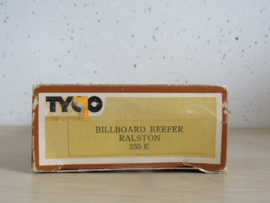 TYCO
BILLBOARD REEFER
RALSTON
355 E